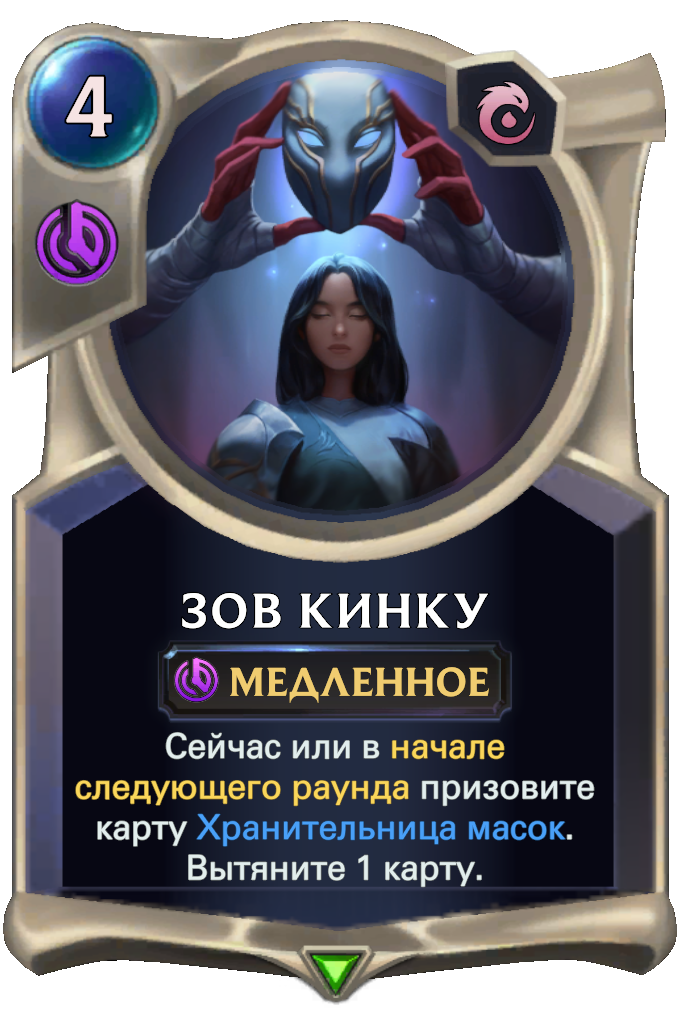 4
ЗОВ КИНКУ
МЕДЛЕННОЕ
Сейчас или в начале
следующего раунда призовите
карту Хранительница масок.
Вытяните 1 карту.